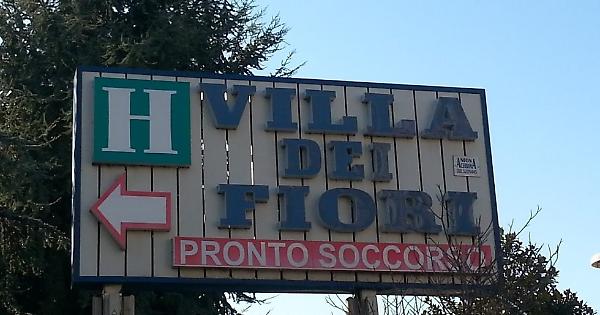 H VILLA
DEI
FIORI
PRONTO SOCCORSO